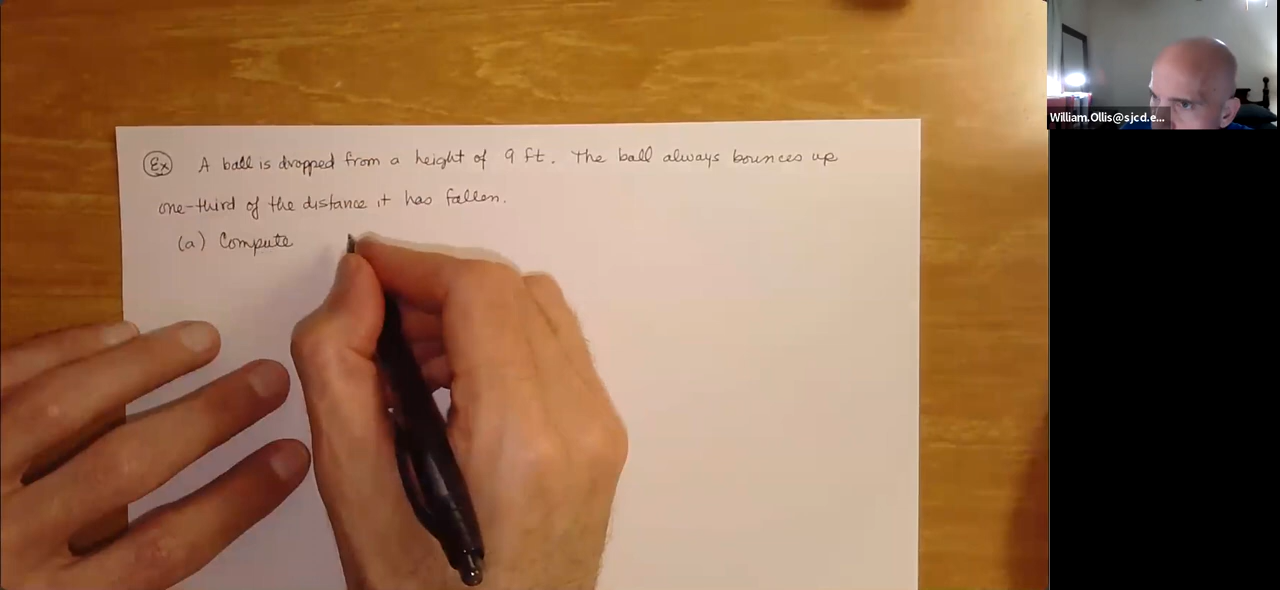 Ex A ball is dropped from a height of 9 ft. The ball always bounces up
one-third of the distance it has fallen.
(a) Compute
William.Ollis@sjcd.e...